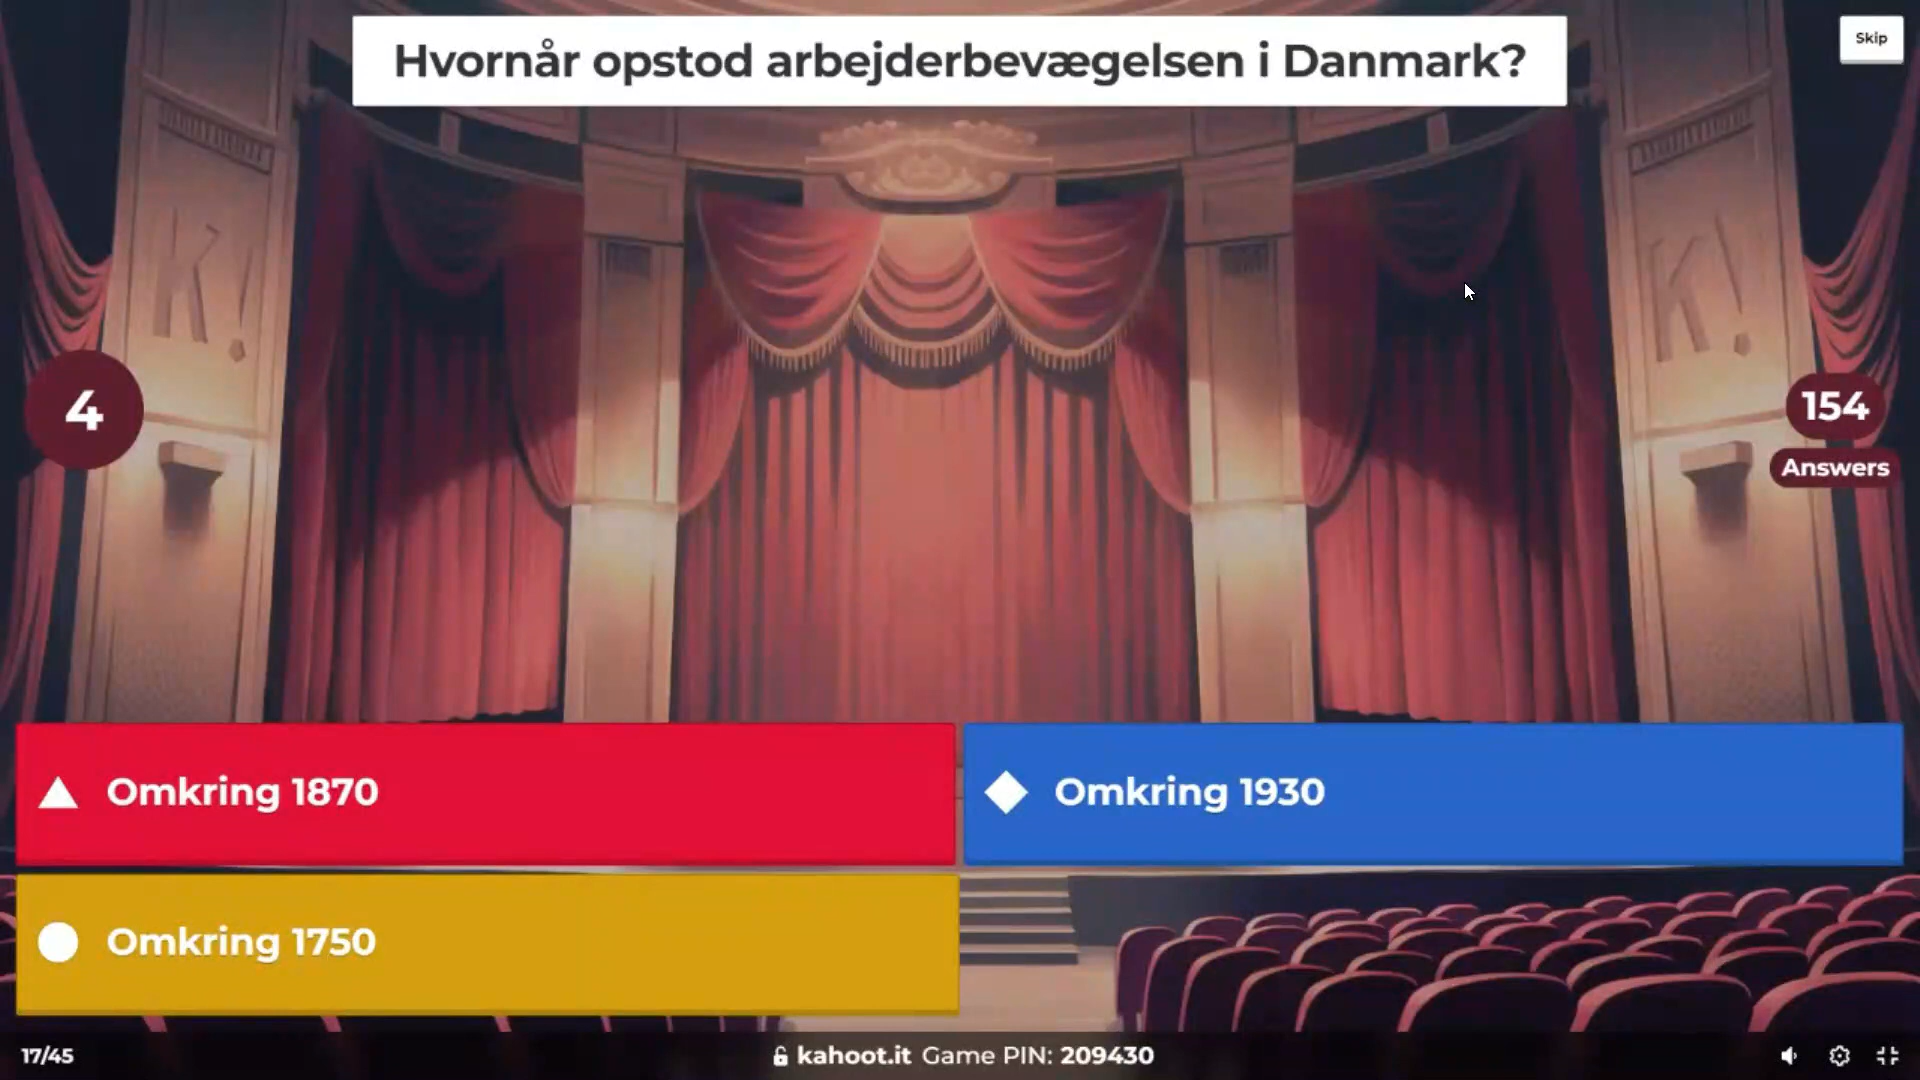 Hvornår opstod arbejderbevægelsen i Danmark?
Skip
K!
K!
4
154
Answers
Omkring 1870
Omkring 1930
Omkring 1750
17/45
kahoot.it Game PIN: 209430